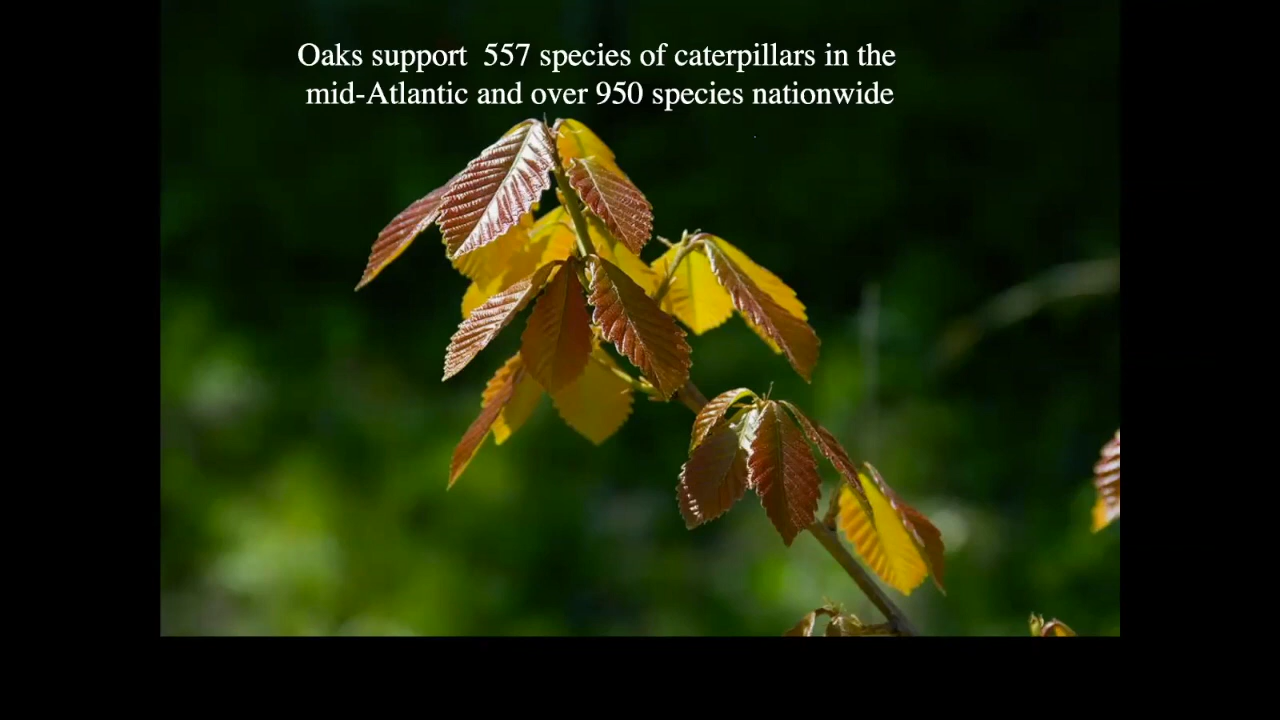 Oaks support  557 species of caterpillars in the
mid-Atlantic and over 950 species nationwide